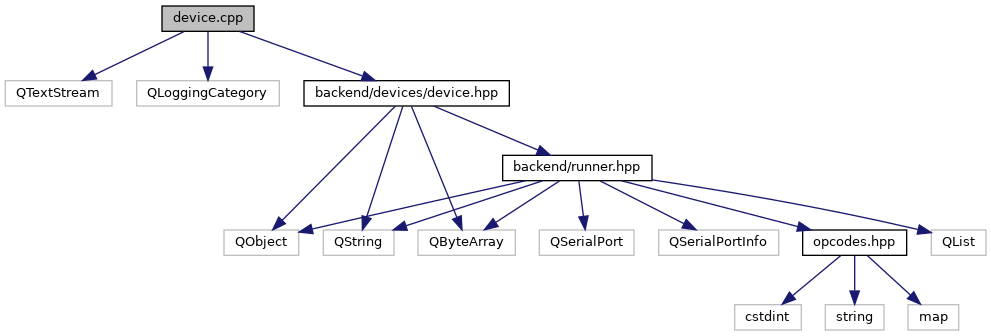 device.cpp
QTextStream
QLoggingCategory
backend/devices/device.hpp
backend/runner.hpp
QObject
QString
QByteArray
QSerialPort
QSerialPortInfo
opcodes.hpp
QList
cstdint
string
map